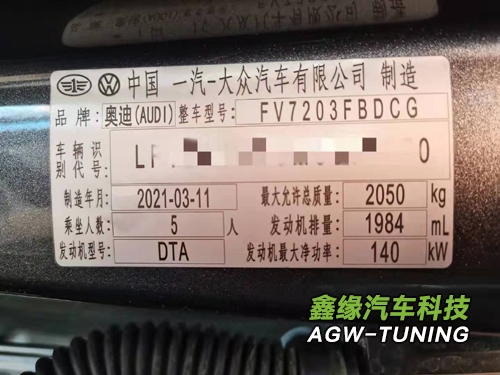 中国 一汽-大众汽车有限公司 制造
品牌: 奥迪(AUDI) 整车型号: FV7203FBDCG
车辆识别代号: 0
制造年月: 2021-03-11 最大允许总质量: 2050 kg
乘坐人数: 5 人 发动机排量: 1984 mL
发动机型号: DTA 发动机最大净功率: 140 kW
鑫缘汽车科技
AGW-TUNING